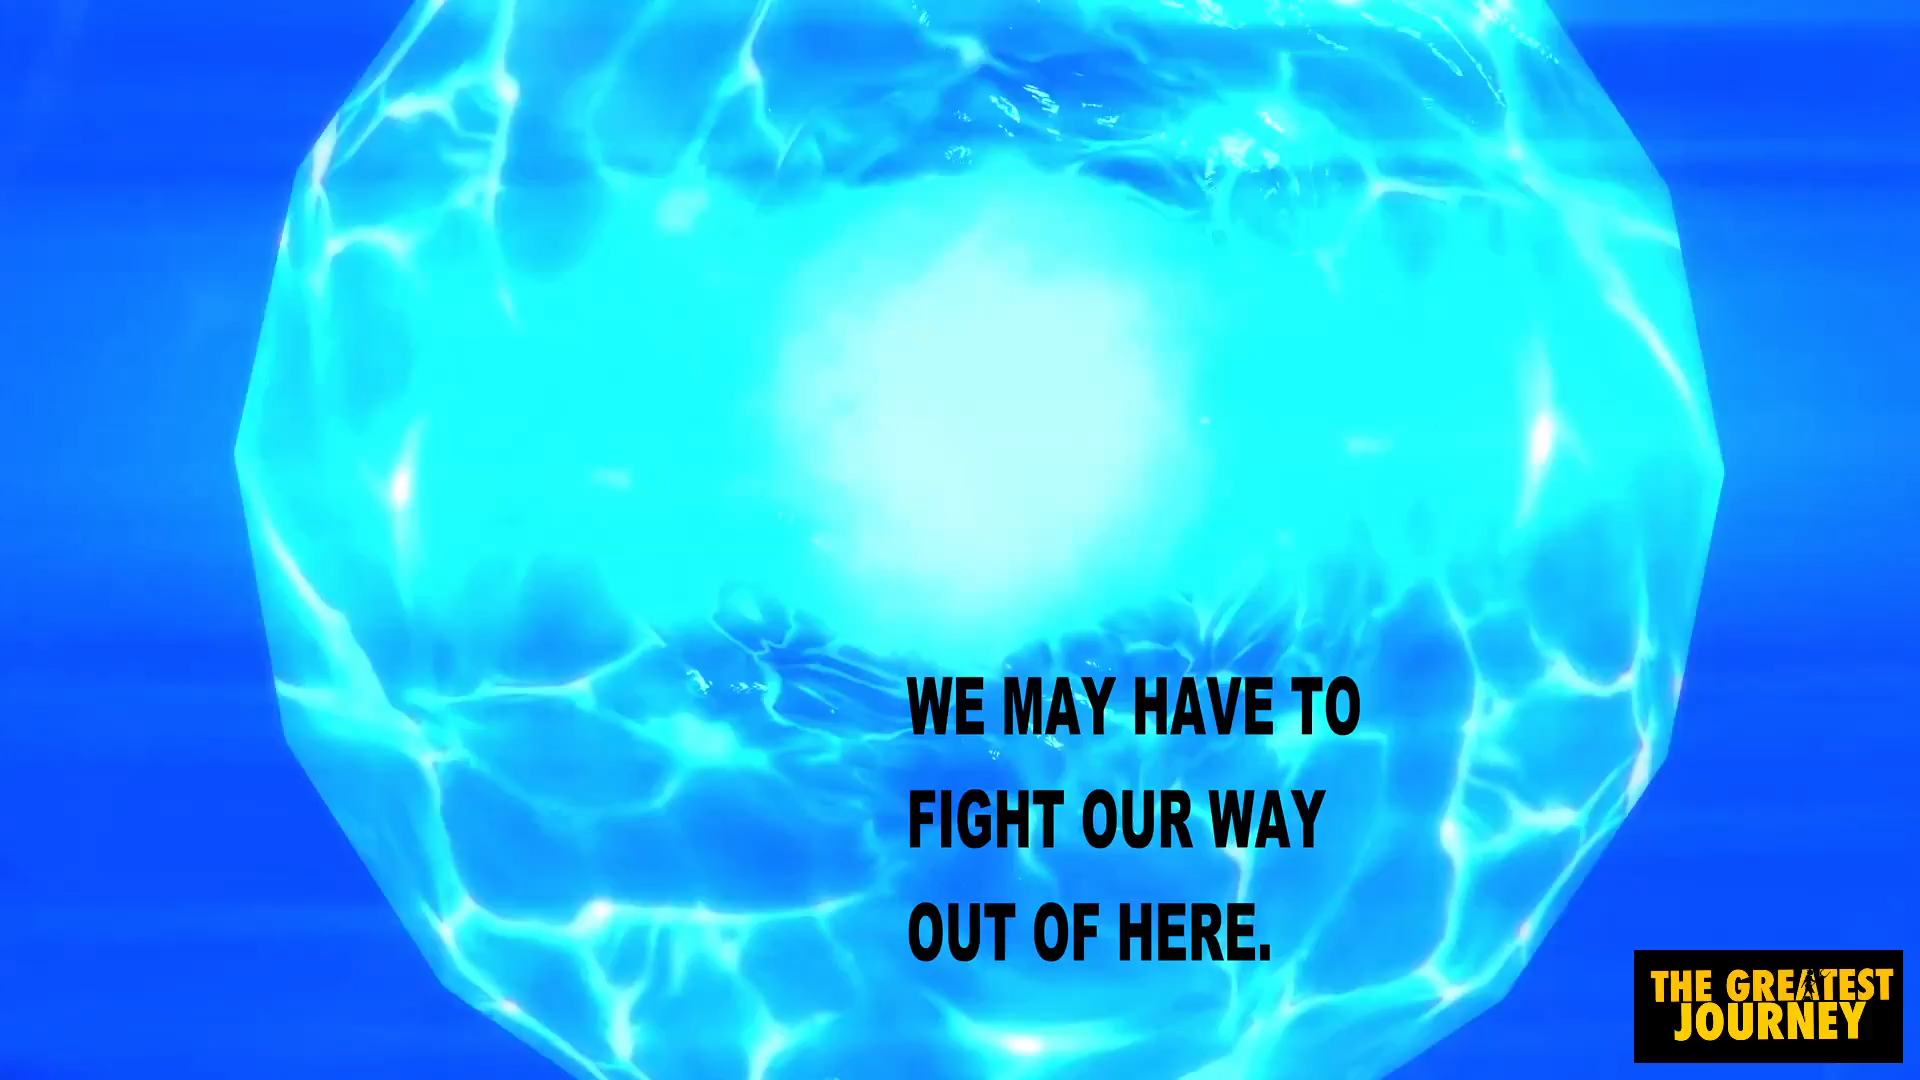 WE MAY HAVE TO
FIGHT OUR WAY
OUT OF HERE.
THE GREATEST
JOURNEY